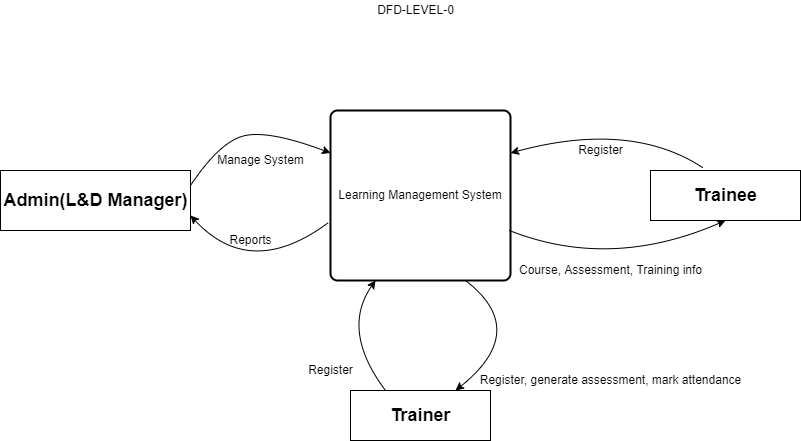 DFD-LEVEL-0
Register
Manage System
Admin(L&D Manager)
Learning Management System
Trainee
Reports
Course, Assessment, Training info
Register
Register, generate assessment, mark attendance
Trainer